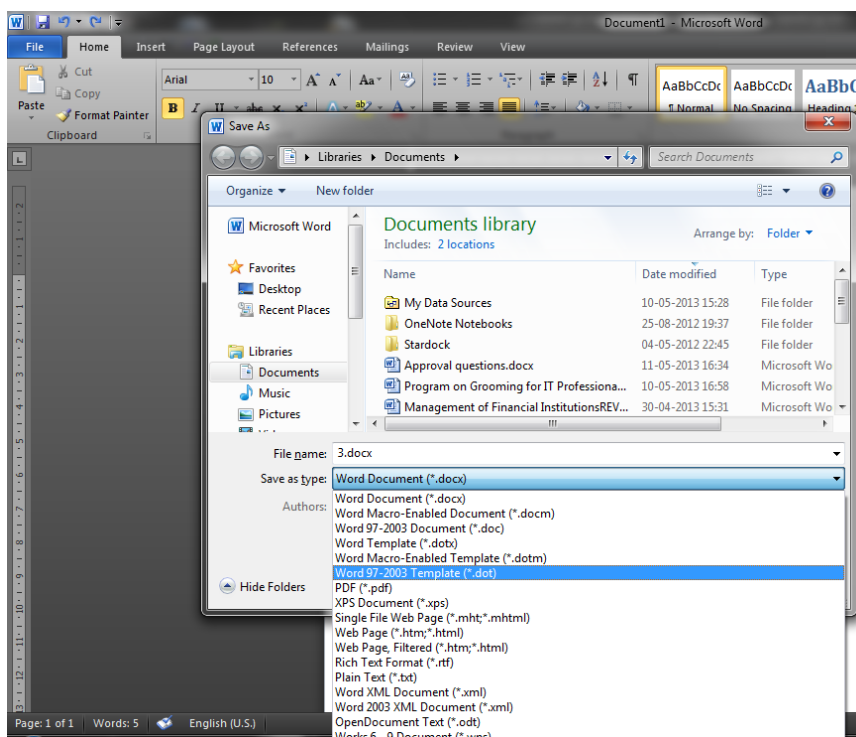 Document1 - Microsoft Word
File Home Insert Page Layout References Mailings Review View
Cut
Copy
Format Painter
Paste
Clipboard
Arial 10
AaBbCcDc AaBbCcDc
1 Normal No Spacing Heading
Save As
Libraries Documents
Search Documents
Organize New folder
Microsoft Word
Favorites
Desktop
Recent Places
Libraries
Documents
Music
Pictures
Documents library
Includes: 2 locations
Arrange by: Folder
Name Date modified Type
My Data Sources 10-05-2013 15:28 File folder
OneNote Notebooks 25-08-2012 19:37 File folder
Stardock 04-05-2012 22:45 File folder
Approval questions.docx 11-05-2013 16:34 Microsoft Wo
Program on Grooming for IT Professiona... 10-05-2013 16:58 Microsoft Wo
Management of Financial InstitutionsREV... 30-04-2013 15:31 Microsoft Wo
File name: 3.docx
Save as type: Word Document (*.docx)
Authors:
Word Document (*.docx)
Word Macro-Enabled Document (*.docm)
Word 97-2003 Document (*.doc)
Word Template (*.dotx)
Word Macro-Enabled Template (*.dotm)
Word 97-2003 Template (*.dot)
PDF (*.pdf)
XPS Document (*.xps)
Single File Web Page (*.mht;*.mhtml)
Web Page (*.htm;*.html)
Web Page, Filtered (*.htm;*.html)
Rich Text Format (*.rtf)
Plain Text (*.txt)
Word XML Document (*.xml)
Word 2003 XML Document (*.xml)
OpenDocument Text (*.odt)
Works 6 - 9 Document (*.wps)
Hide Folders
Page: 1 of 1 Words: 5 English (U.S.)